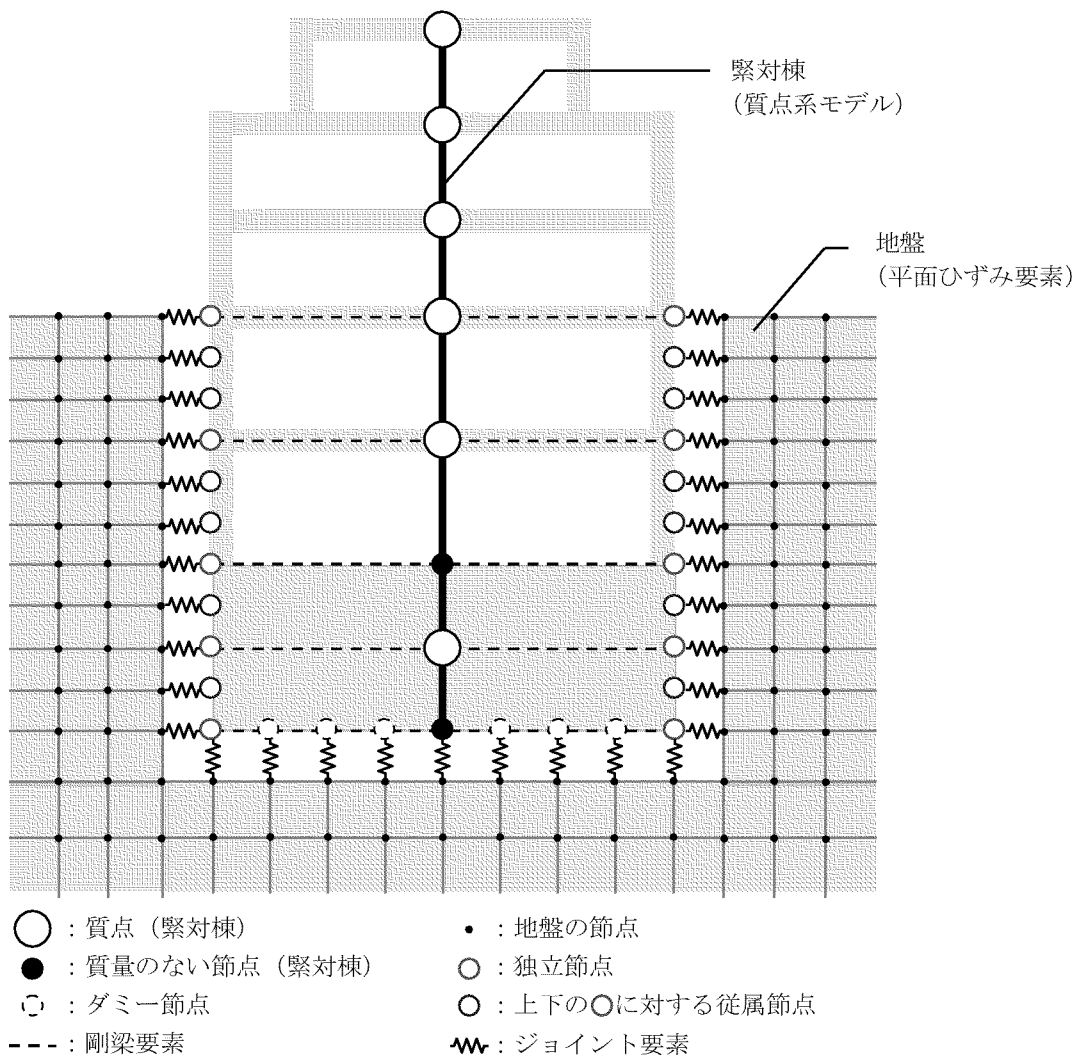 緊対棟
（質点系モデル）
地盤
（平面ひずみ要素）
：質点（緊対棟）
：質量のない節点（緊対棟）
：ダミー節点
：剛梁要素
：地盤の節点
：独立節点
：上下の○に対する従属節点
：ジョイント要素